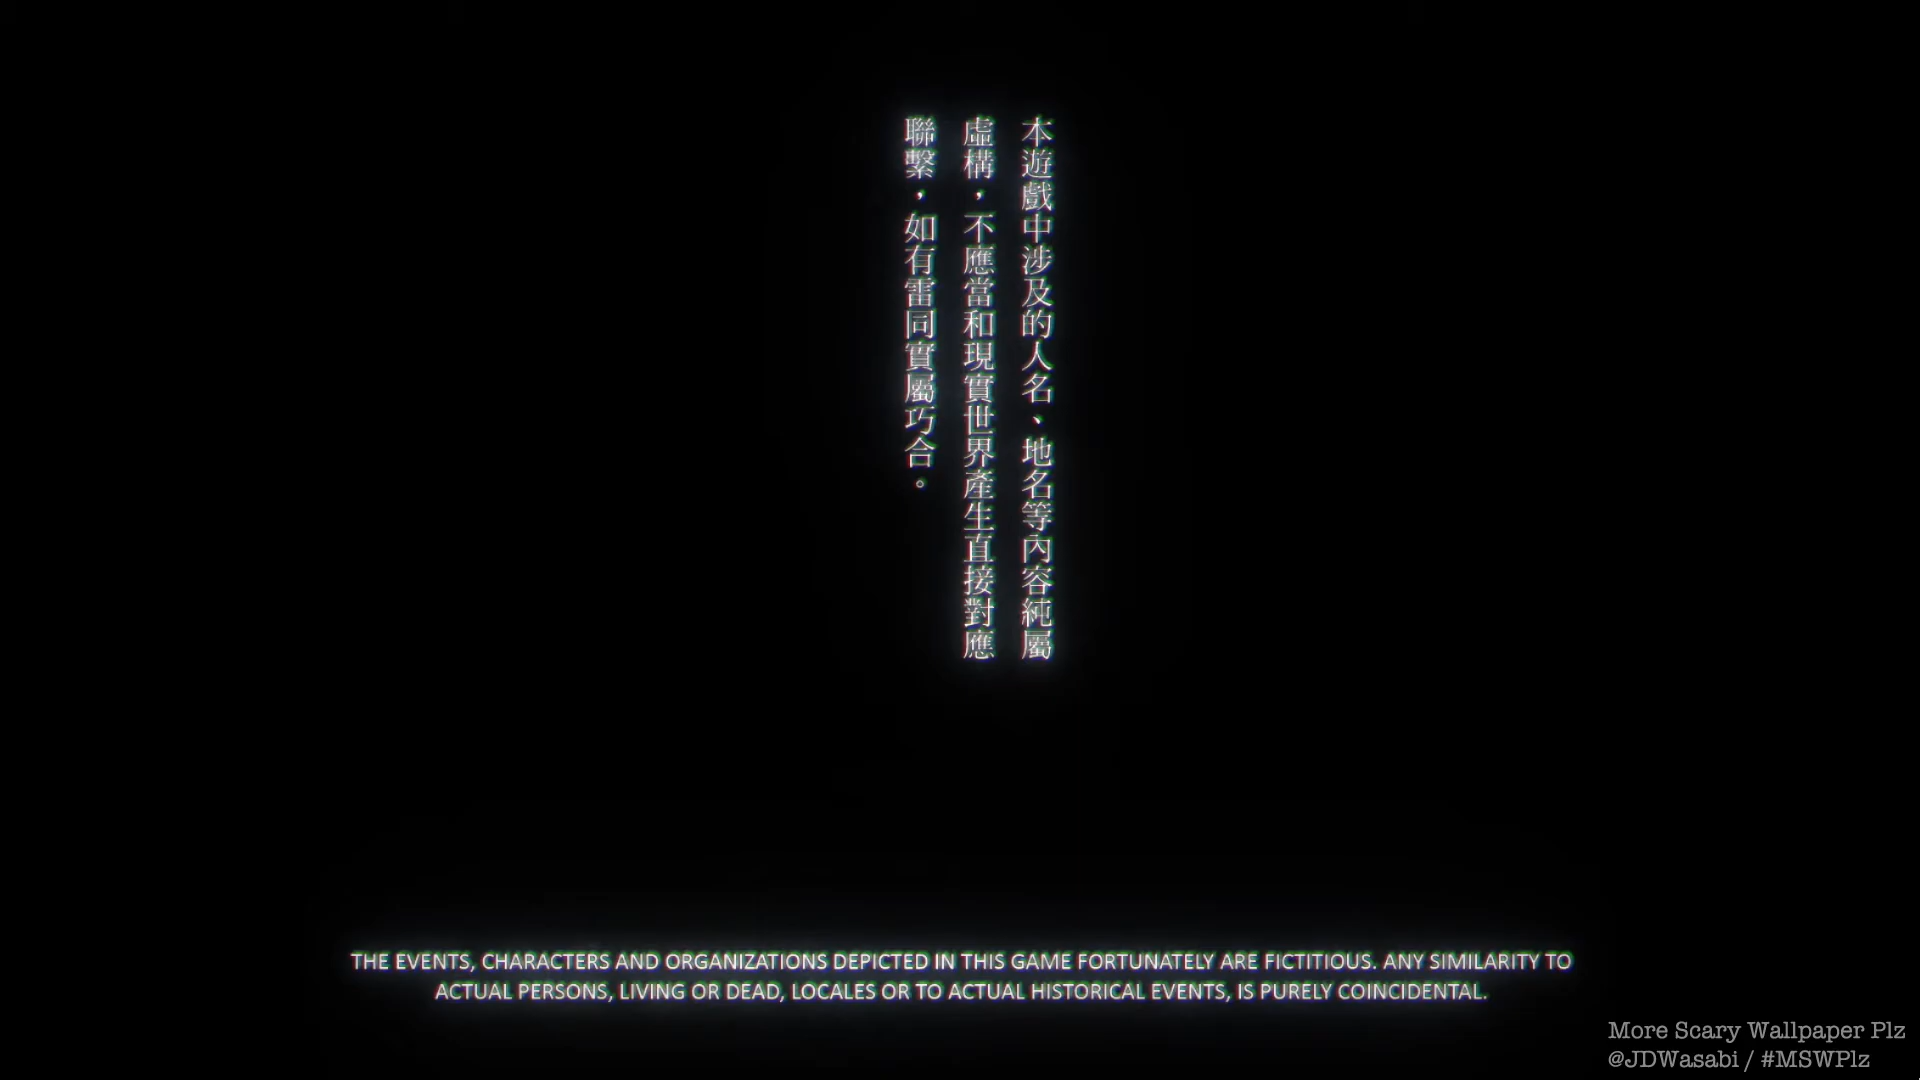 本遊戲中涉及的人名、地名等內容純屬
虛構，不應當和現實世界產生直接對應
聯繫，如有雷同實屬巧合。
THE EVENTS, CHARACTERS AND ORGANIZATIONS DEPICTED IN THIS GAME FORTUNATELY ARE FICTITIOUS. ANY SIMILARITY TO
ACTUAL PERSONS, LIVING OR DEAD, LOCALES OR TO ACTUAL HISTORICAL EVENTS, IS PURELY COINCIDENTAL.
More Scary Wallpaper Plz
@JDWasabi / #MSWPlz